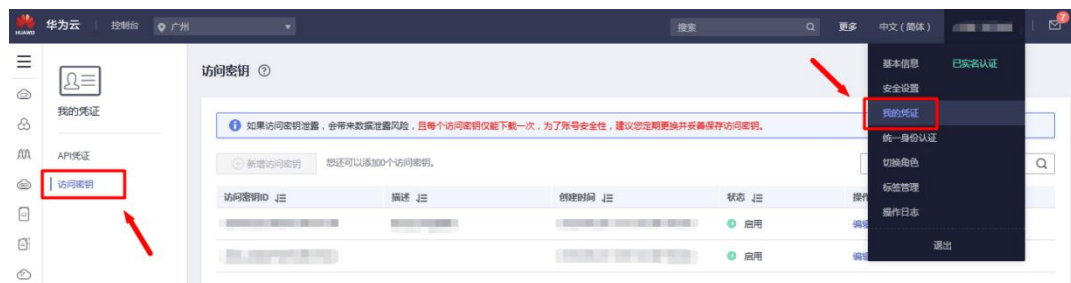 HUAWEI 华为云 控制台 广州 搜索 更多 中文(简体) 7
我的凭证
API凭证
访问密钥
访问密钥
如果访问密钥泄露,会带来数据泄露风险,且每个访问密钥仅能下载一次,为了账号安全性,建议您定期更换并妥善保存访问密钥。
新增访问密钥 您还可以添加0个访问密钥。
访问密钥ID 描述 创建时间 状态 操作
启用 编辑
启用 编辑
基本信息 已实名认证
安全设置
我的凭证
统一身份认证
切换角色
标签管理
操作日志
退出